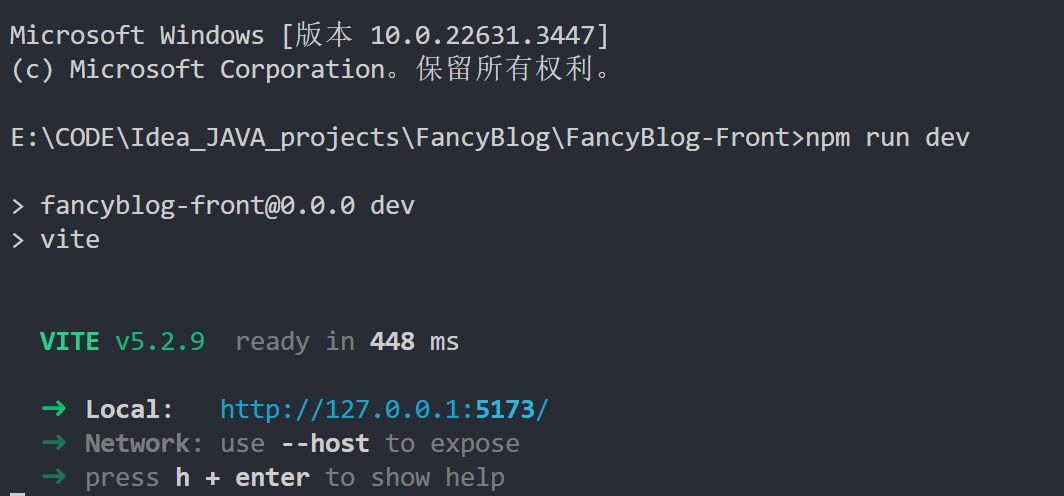 Microsoft Windows [版本 10.0.22631.3447]
(c) Microsoft Corporation。保留所有权利。
E:\CODE\Idea_JAVA_projects\FancyBlog\FancyBlog-Front>npm run dev
> fancyblog-front@0.0.0 dev
> vite
VITE v5.2.9  ready in 448 ms
➜ Local:   http://127.0.0.1:5173/
➜ Network: use --host to expose
➜ press h + enter to show help